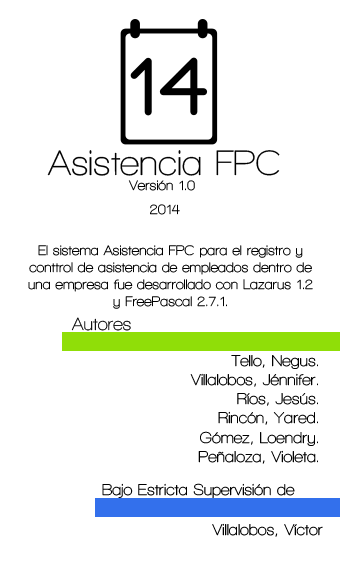 14
Asistencia FPC
Versión 1.0
2014
El sistema Asistencia FPC para el registro y
conttrol de asistencia de empleados dentro de
una empresa fue desarrollado con Lazarus 1.2
y FreePascal 2.7.1.
Autores
Tello, Negus.
Villalobos, Jénnifer.
Ríos, Jesús.
Rincón, Yared.
Gómez, Loendry.
Peñaloza, Violeta.
Bajo Estricta Supervisión de
Villalobos, Víctor